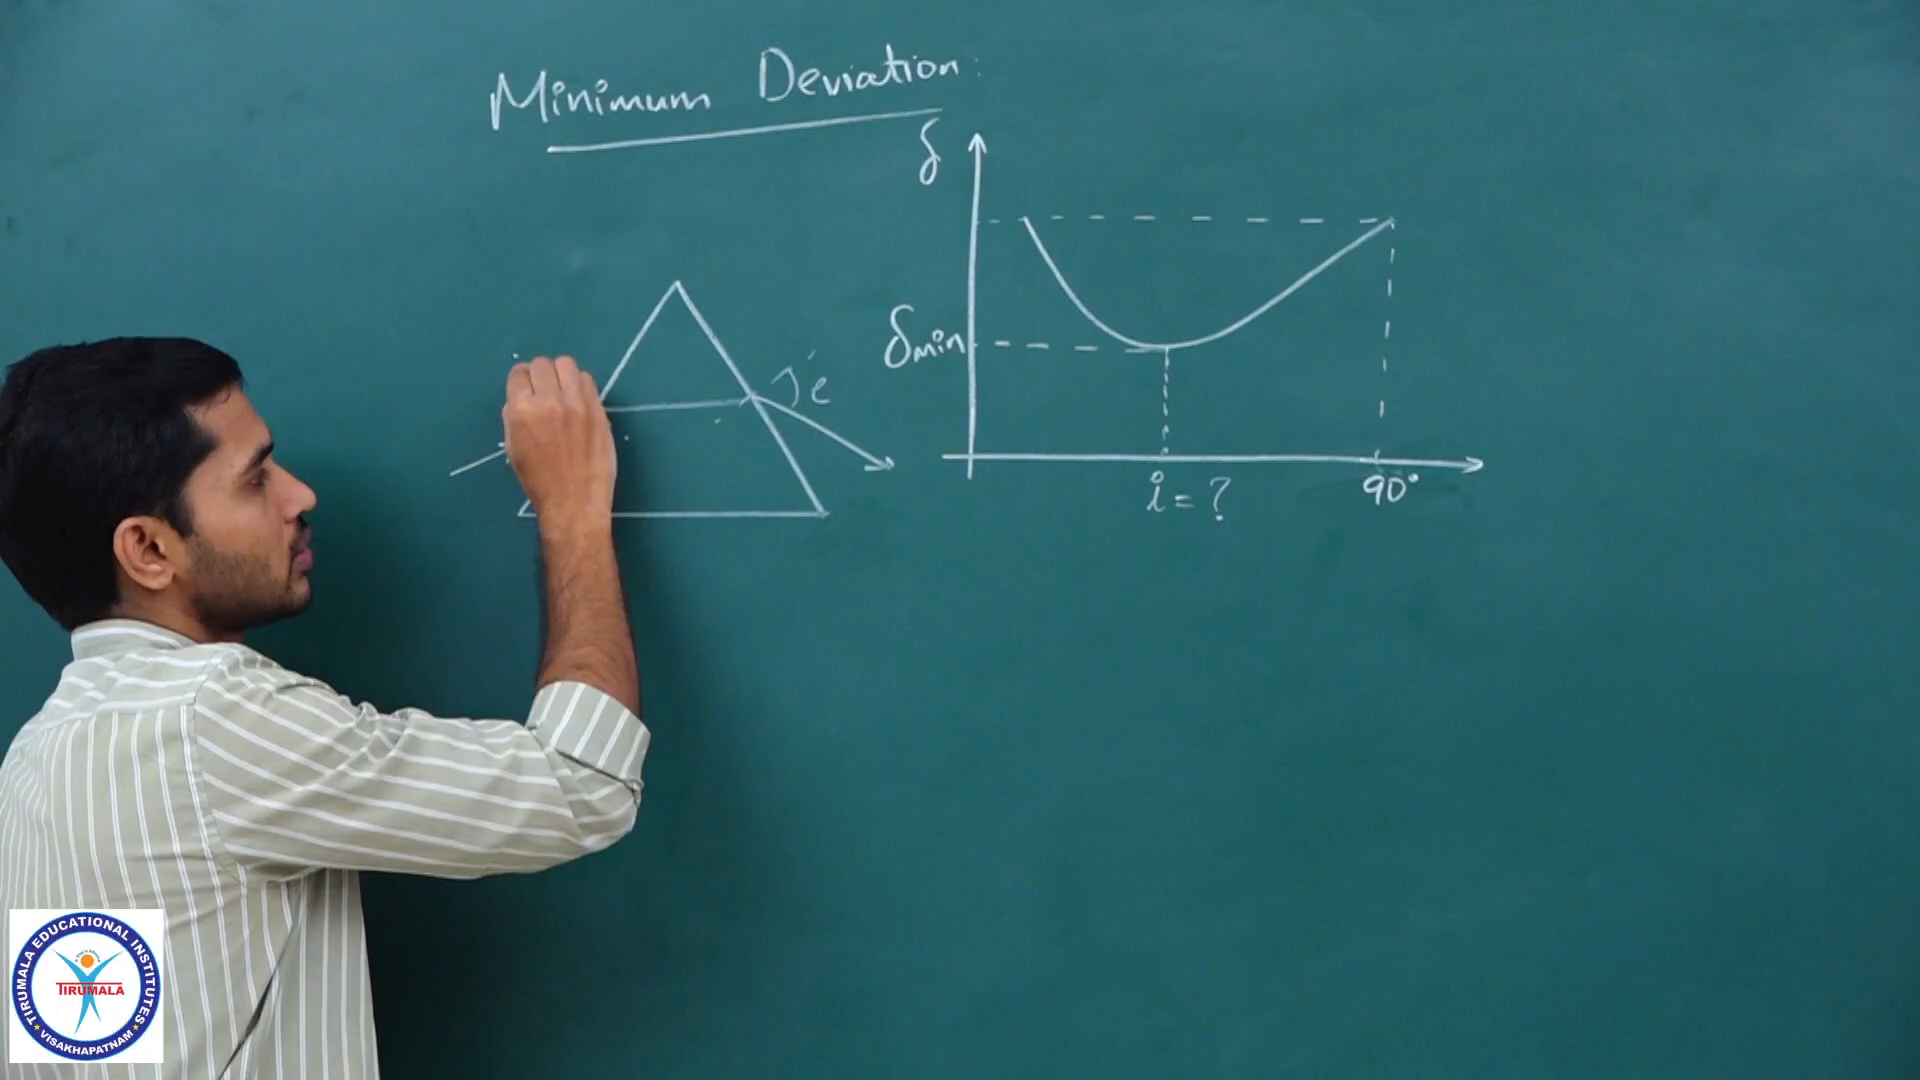 Minimum Deviation:
δ
δmin
e
i = ?
90°
TIRUMALA EDUCATIONAL INSTITUTES
TIRUMALA
VISAKHAPATNAM